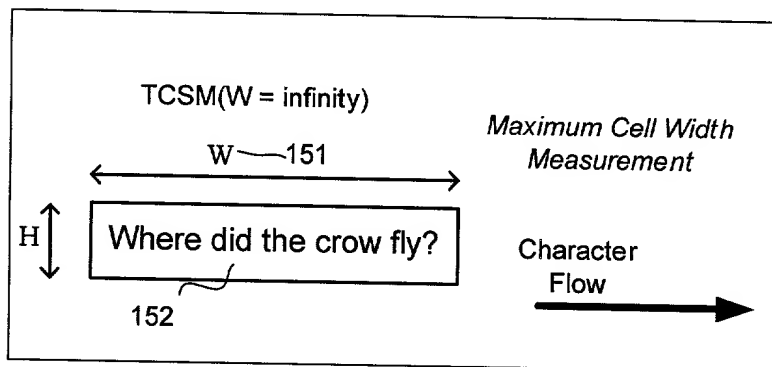 TCSM(W = infinity)
Maximum Cell Width
Measurement
W 151
H
Where did the crow fly?
Character
Flow
152